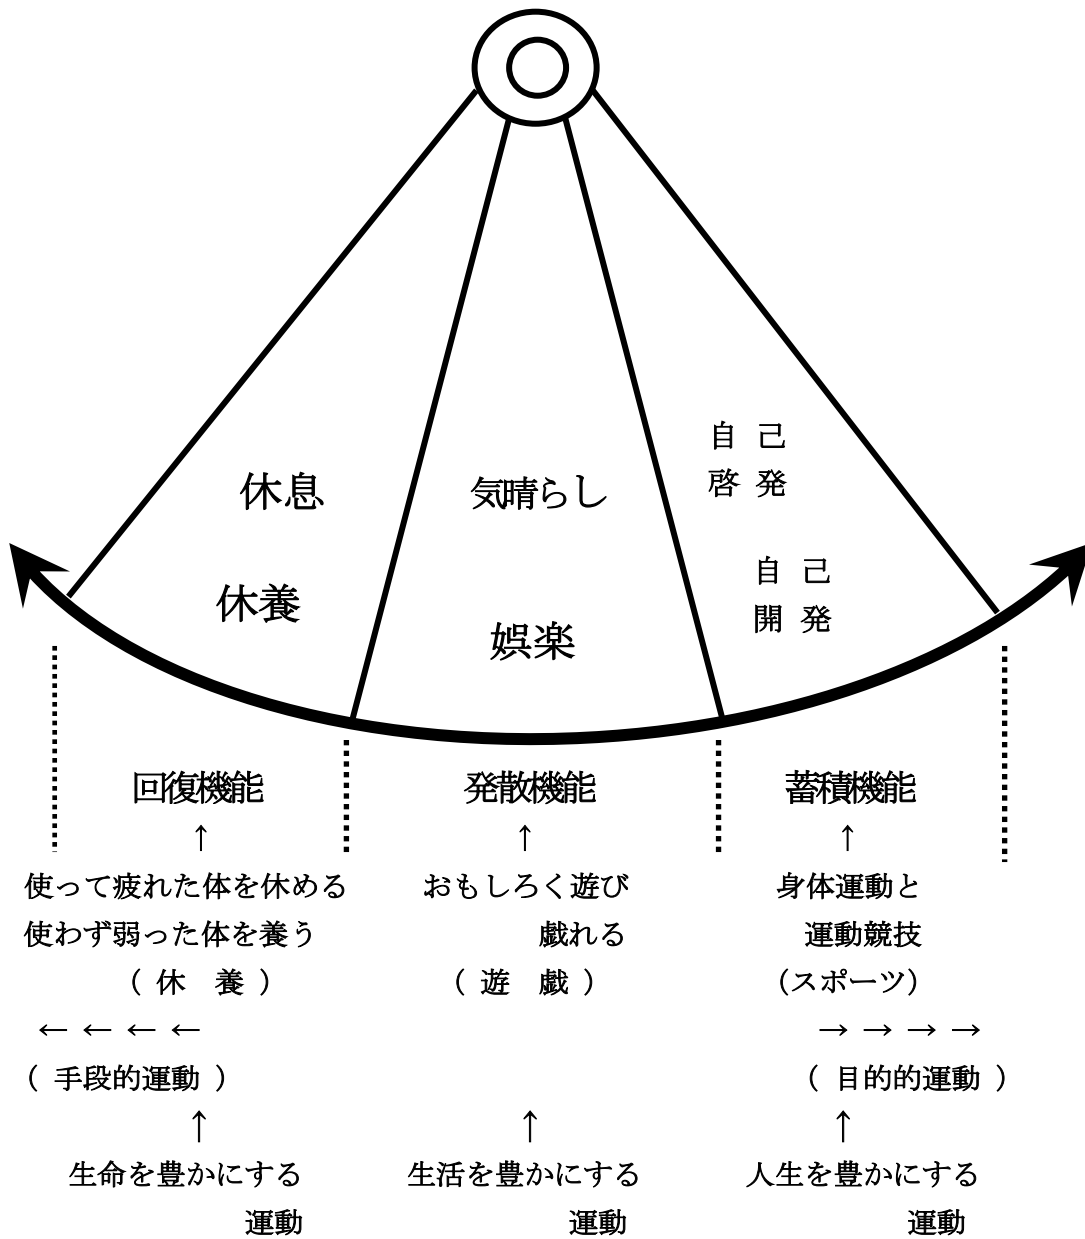 休息
休養
気晴らし
娯楽
自己
啓発
自己
開発
回復機能
発散機能
蓄積機能
↑
↑
↑
使って疲れた体を休める
使わず弱った体を養う
(休 養)
おもしろく遊び
戯れる
(遊 戯)
身体運動と
運動競技
(スポーツ)
←←←←
→→→→
(手段的運動)
(目的的運動)
↑
↑
↑
生命を豊かにする
運動
生活を豊かにする
運動
人生を豊かにする
運動